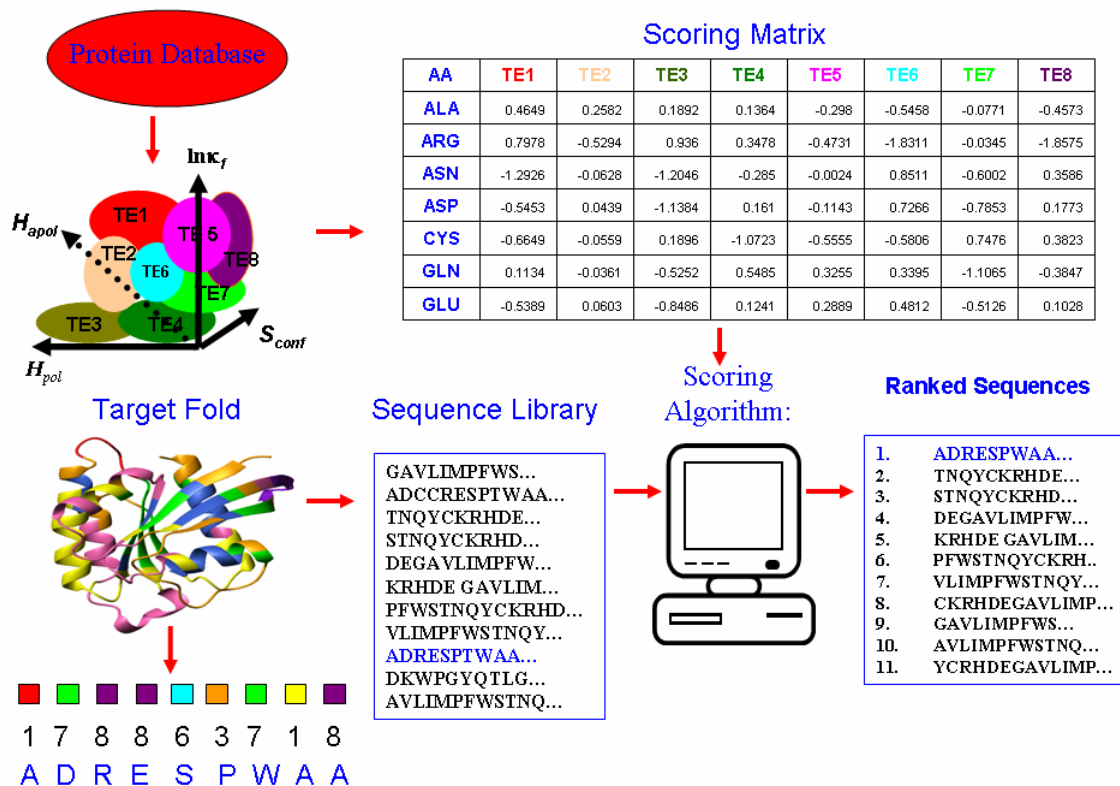 Protein Database
lnκf
Hapol
TE1
TE 5
TE2
TE6
TE8
TE7
TE3
TE4
Sconf
Hpol
Scoring Matrix
AA TE1 TE2 TE3 TE4 TE5 TE6 TE7 TE8
ALA 0.4649 0.2582 0.1892 0.1364 -0.298 -0.5458 -0.0771 -0.4573
ARG 0.7978 -0.5294 0.936 0.3478 -0.4731 -1.8311 -0.0345 -1.8575
ASN -1.2926 -0.0628 -1.2046 -0.285 -0.0024 0.8511 -0.6002 0.3586
ASP -0.5453 0.0439 -1.1384 0.161 -0.1143 0.7266 -0.7853 0.1773
CYS -0.6649 -0.0559 0.1896 -1.0723 -0.5555 -0.5806 0.7476 0.3823
GLN 0.1134 -0.0361 -0.5252 0.5485 0.3255 0.3395 -1.1065 -0.3847
GLU -0.5389 0.0603 -0.8486 0.1241 0.2889 0.4812 -0.5126 0.1028
Target Fold
1 7 8 8 6 3 7 1 8
A D R E S P W A A
Sequence Library
GAVLIMPFWS...
ADCCRESPTWAA...
TNQYCKRHDE...
STNQYCKRHD...
DEGAVLIMPFW...
KRHDE GAVLIM...
PFWSTNQYCKRHD...
VLIMPFWSTNQY...
ADRESPTWAA...
DKWPGYQTLG...
AVLIMPFWSTNQ...
Scoring
Algorithm:
Ranked Sequences
1. ADRESPWAA...
2. TNQYCKRHDE...
3. STNQYCKRHD...
4. DEGAVLIMPFW...
5. KRHDE GAVLIM...
6. PFWSTNQYCKRH..
7. VLIMPFWSTNQY...
8. CKRHDEGAVLIMP...
9. GAVLIMPFWS...
10. AVLIMPFWSTNQ...
11. YCRHDEGAVLIMP...